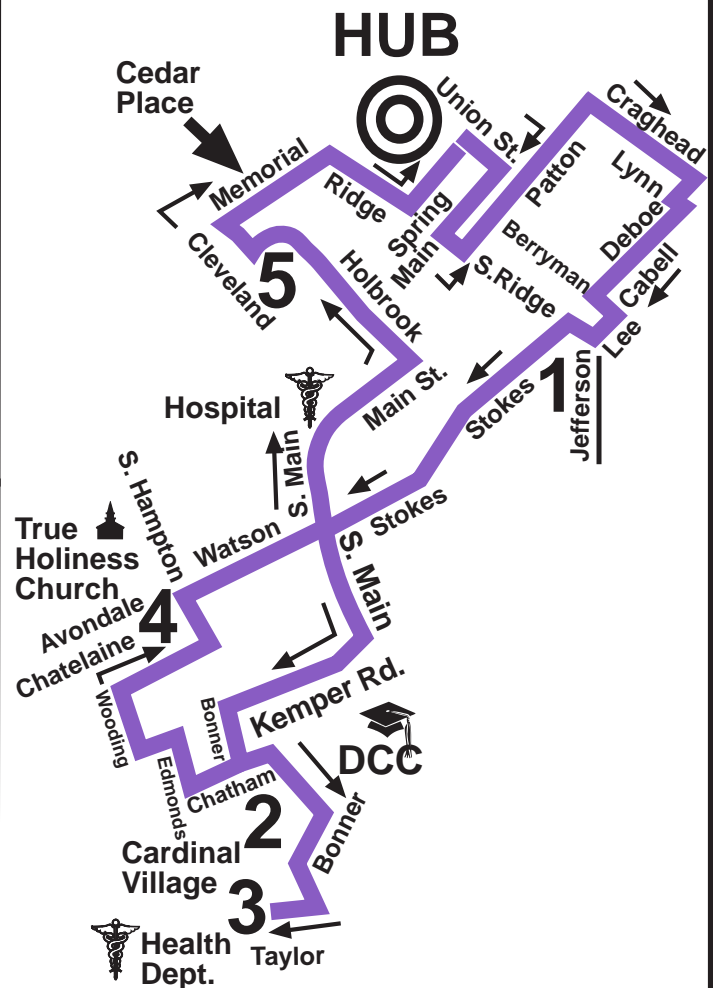 HUB
Cedar
Place
Union St.
Craghead
Memorial
Ridge
Patton
Lynn
Spring
Main
Deboe
Berryman
Cleveland
5
Holbrook
S.Ridge
Cabell
Lee
Main St.
Stokes
1
Jefferson
Hospital
S. Main
S. Hampton
Watson
Stokes
True
Holiness
Church
S. Main
Avondale
4
Chatelaine
Wooding
Bonner
Kemper Rd.
DCC
Edmonds
Chatham
2
Bonner
Cardinal
Village
3
Health
Dept.
Taylor